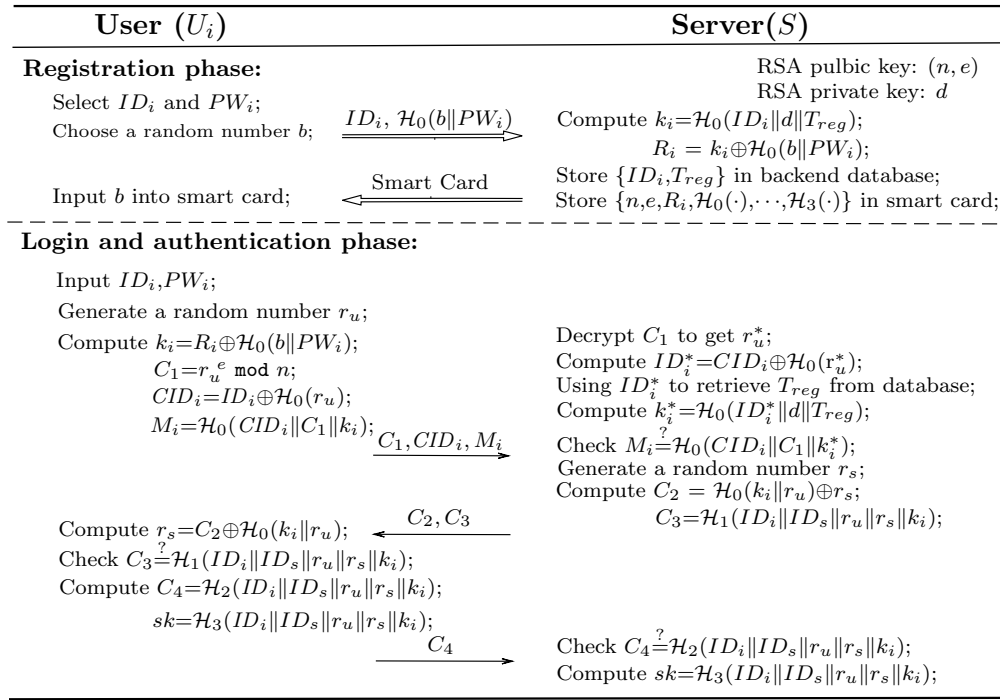 User (U_i) Server(S)
Registration phase:
RSA pulbic key: (n, e)
RSA private key: d
Select ID_i and PW_i;
Choose a random number b;
ID_i, H_0(b∥PW_i)
Compute k_i=H_0(ID_i∥d∥T_reg);
R_i = k_i⊕H_0(b∥PW_i);
Store {ID_i,T_reg} in backend database;
Input b into smart card;
Smart Card
Store {n,e,R_i,H_0(·),···,H_3(·)} in smart card;
Login and authentication phase:
Input ID_i,PW_i;
Generate a random number r_u;
Compute k_i=R_i⊕H_0(b∥PW_i);
C_1=r_u^e mod n;
CID_i=ID_i⊕H_0(r_u);
M_i=H_0(CID_i∥C_1∥k_i);
C_1,CID_i,M_i
Decrypt C_1 to get r_u^*;
Compute ID_i^*=CID_i⊕H_0(r_u^*);
Using ID_i^* to retrieve T_reg from database;
Compute k_i^*=H_0(ID_i^*∥d∥T_reg);
Check M_i≟H_0(CID_i∥C_1∥k_i^*);
Generate a random number r_s;
Compute C_2 = H_0(k_i∥r_u)⊕r_s;
C_3=H_1(ID_i∥ID_s∥r_u∥r_s∥k_i);
C_2, C_3
Compute r_s=C_2⊕H_0(k_i∥r_u);
Check C_3≟H_1(ID_i∥ID_s∥r_u∥r_s∥k_i);
Compute C_4=H_2(ID_i∥ID_s∥r_u∥r_s∥k_i);
sk=H_3(ID_i∥ID_s∥r_u∥r_s∥k_i);
C_4
Check C_4≟H_2(ID_i∥ID_s∥r_u∥r_s∥k_i);
Compute sk=H_3(ID_i∥ID_s∥r_u∥r_s∥k_i);